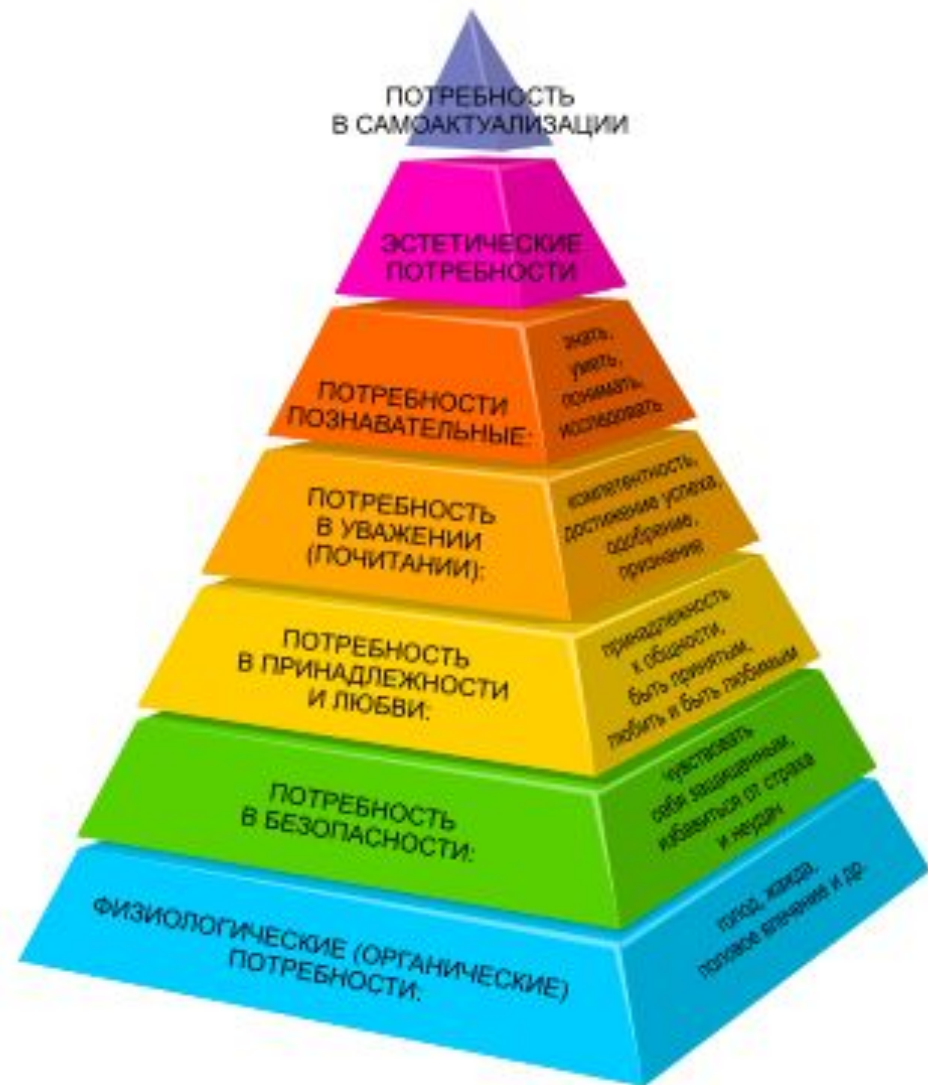 ПОТРЕБНОСТЬ
В САМОАКТУАЛИЗАЦИИ
ЭСТЕТИЧЕСКИЕ
ПОТРЕБНОСТИ
ПОТРЕБНОСТИ
ПОЗНАВАТЕЛЬНЫЕ:
знать,
уметь,
понимать,
исследовать
ПОТРЕБНОСТЬ
В УВАЖЕНИИ
(ПОЧИТАНИИ):
компетентность,
достижение успеха,
одобрение,
признание
ПОТРЕБНОСТЬ
В ПРИНАДЛЕЖНОСТИ
И ЛЮБВИ:
принадлежность
к общности,
быть принятым,
любить и быть любимым
ПОТРЕБНОСТЬ
В БЕЗОПАСНОСТИ:
чувствовать
себя защищенным,
избавиться от страха
и неудач
ФИЗИОЛОГИЧЕСКИЕ (ОРГАНИЧЕСКИЕ)
ПОТРЕБНОСТИ:
голод, жажда,
половое влечение и др.